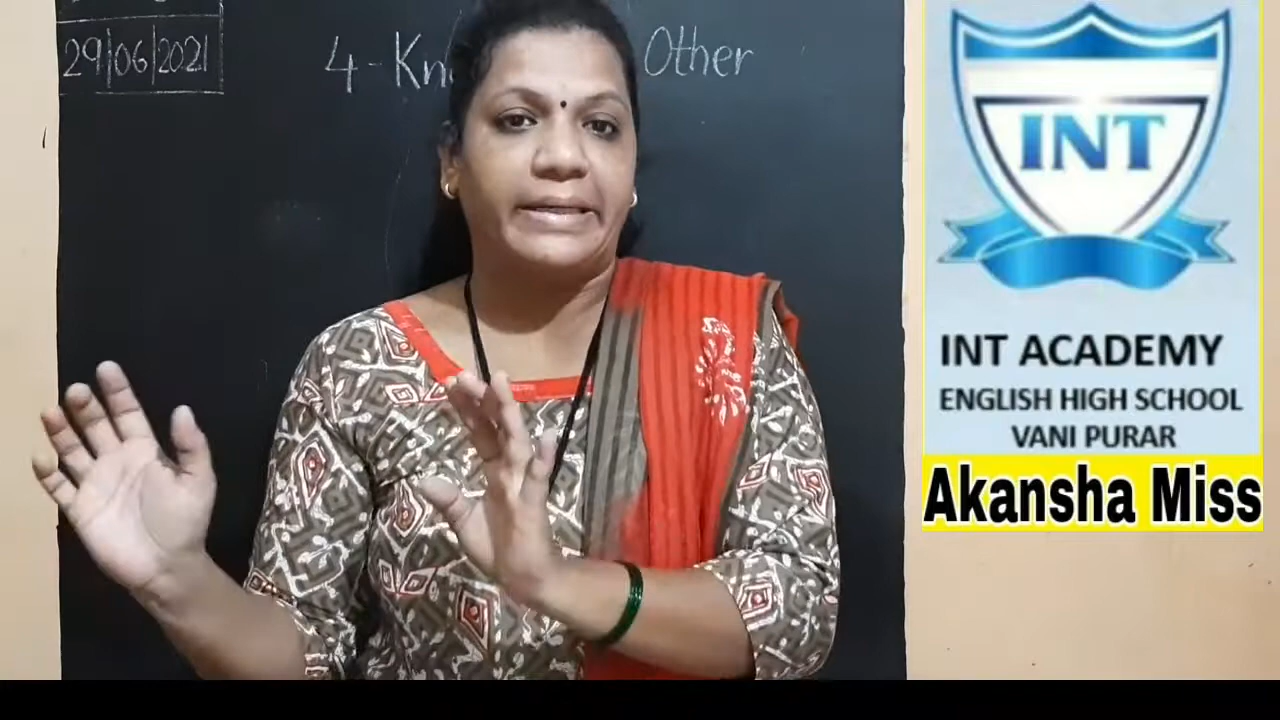 29/06/2021
4-Kn
Other
INT
INT ACADEMY
ENGLISH HIGH SCHOOL
VANI PURAR
Akansha Miss